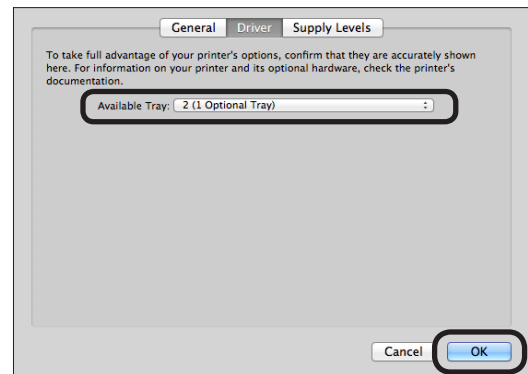 General Driver Supply Levels
To take full advantage of your printer's options, confirm that they are accurately shown
here. For information on your printer and its optional hardware, check the printer's
documentation.
Available Tray: 2 (1 Optional Tray)
Cancel OK